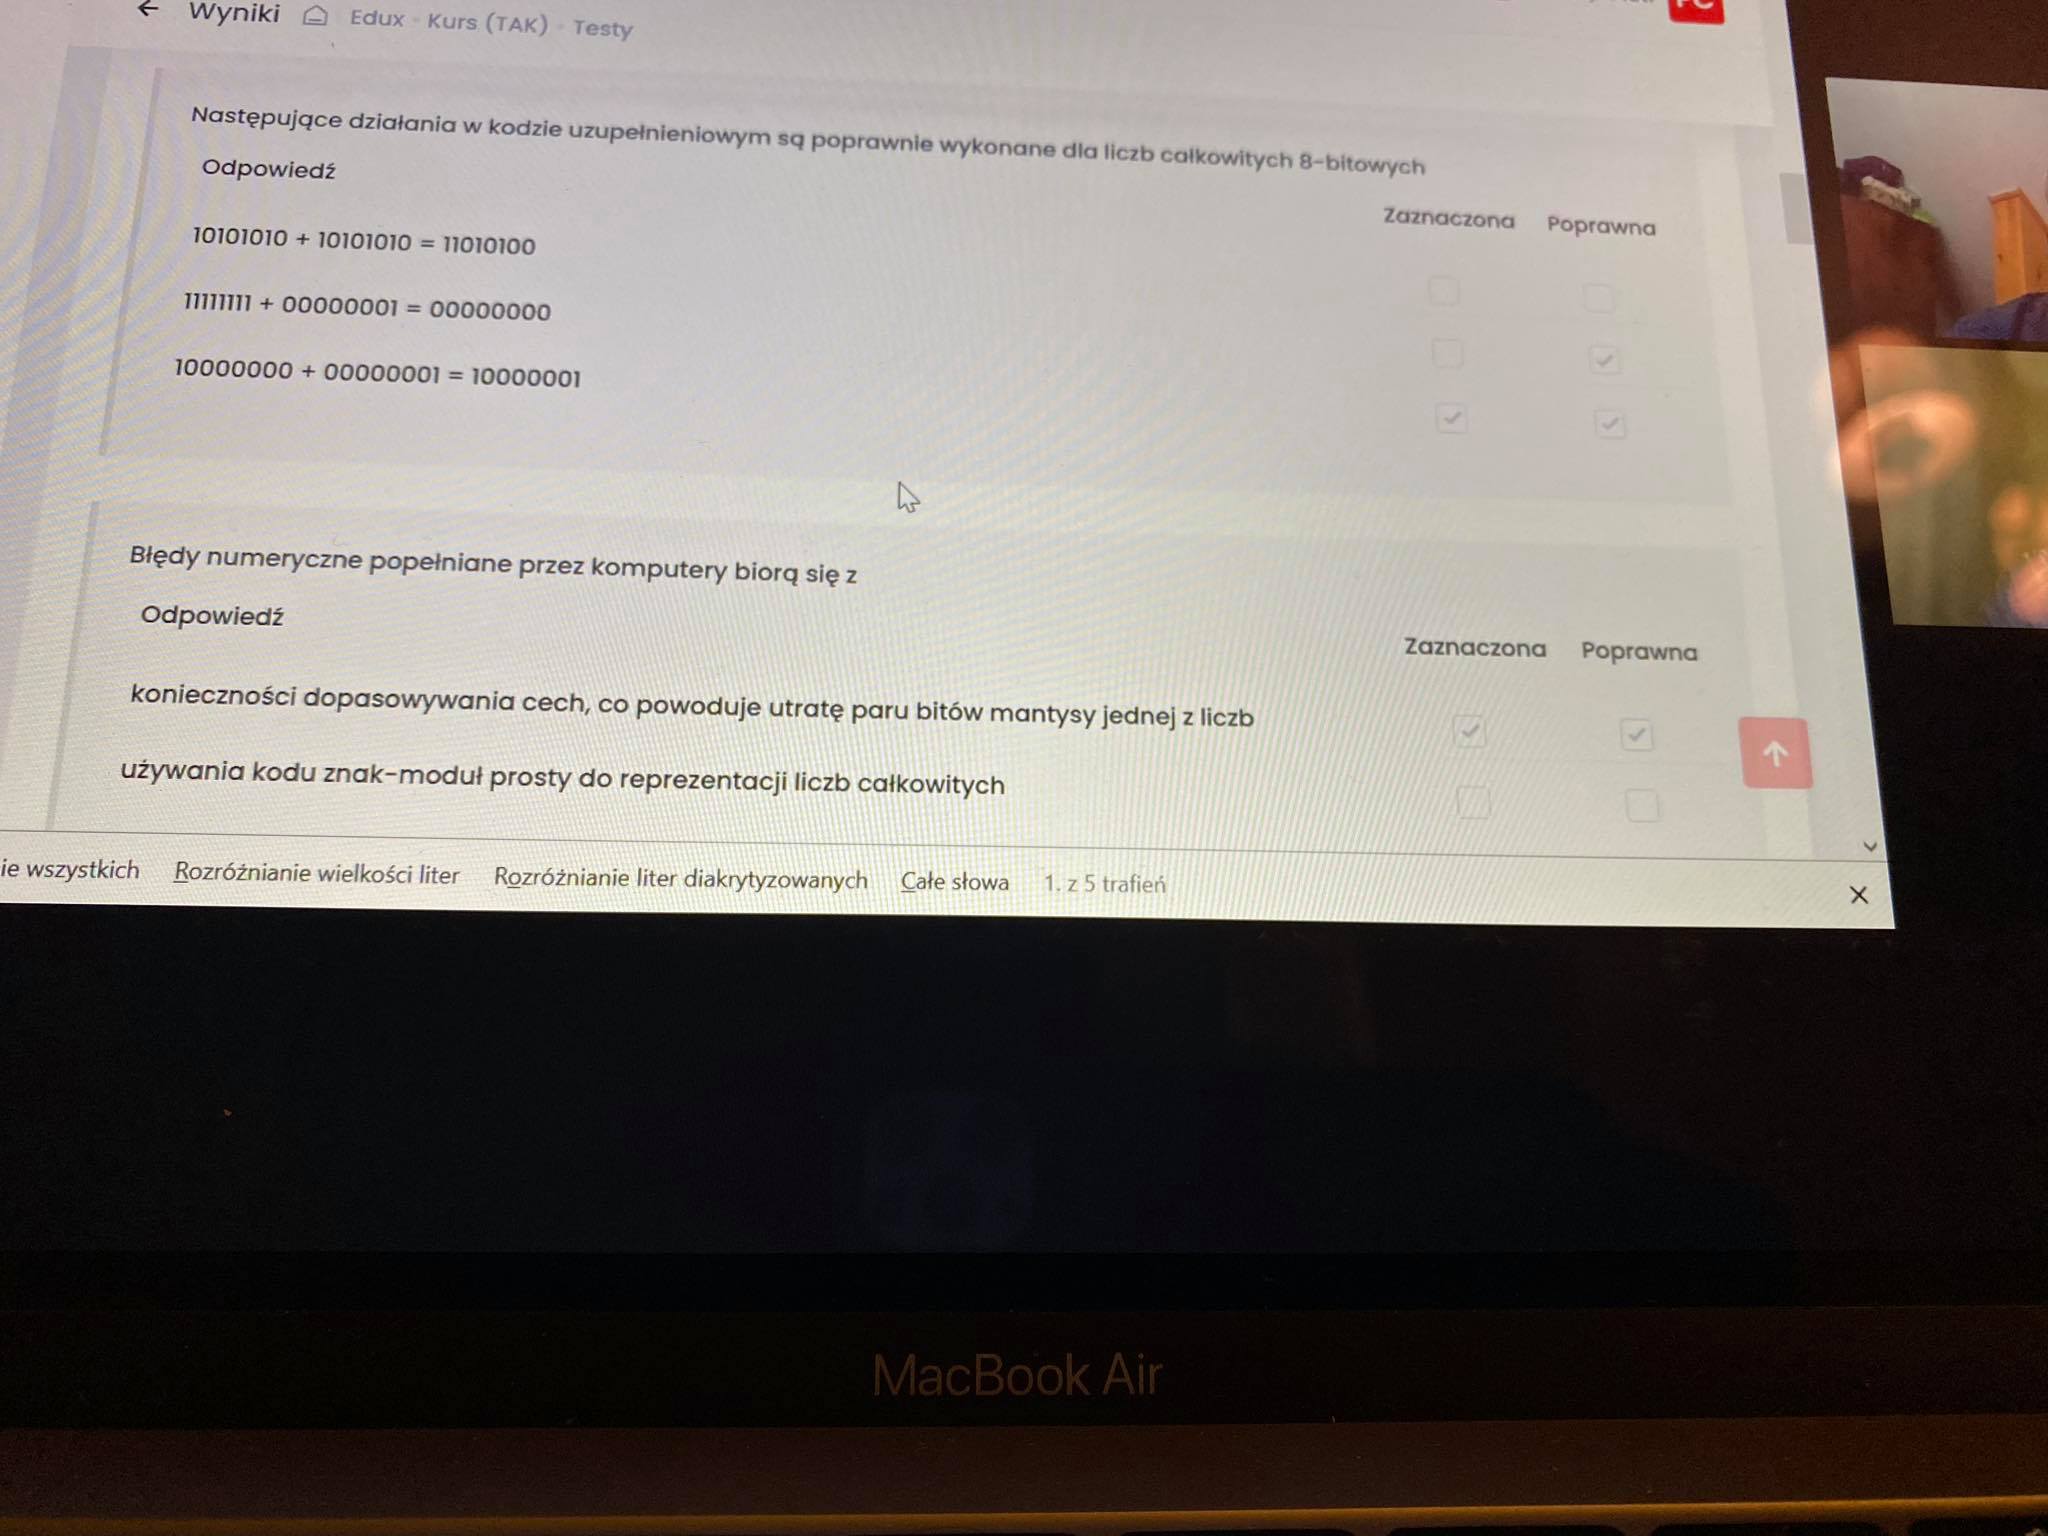 ← Wyniki Edux · Kurs (TAK) · Testy
Następujące działania w kodzie uzupełnieniowym są poprawnie wykonane dla liczb całkowitych 8-bitowych
Odpowiedź
Zaznaczona Poprawna
10101010 + 10101010 = 11010100
11111111 + 00000001 = 00000000
10000000 + 00000001 = 10000001
Błędy numeryczne popełniane przez komputery biorą się z
Odpowiedź
Zaznaczona Poprawna
konieczności dopasowywania cech, co powoduje utratę paru bitów mantysy jednej z liczb
używania kodu znak-moduł prosty do reprezentacji liczb całkowitych
ie wszystkich Rozróżnianie wielkości liter Rozróżnianie liter diakrytyzowanych Całe słowa 1. z 5 trafień
MacBook Air